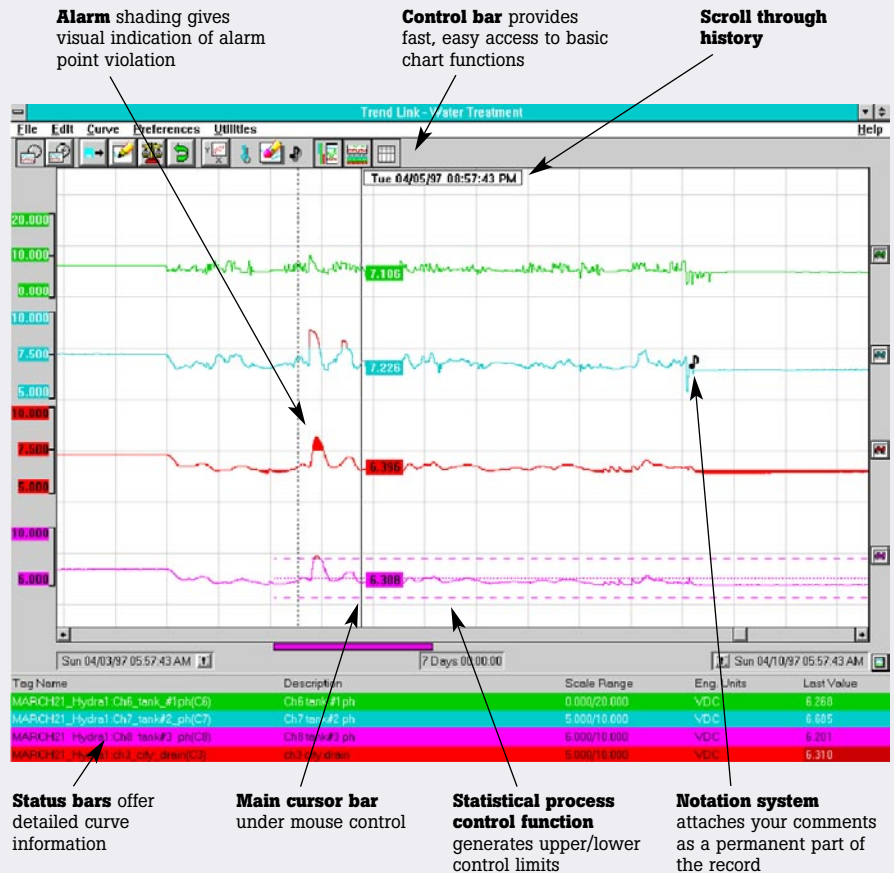 Alarm shading gives
visual indication of alarm
point violation
Control bar provides
fast, easy access to basic
chart functions
Scroll through
history
Trend Link - Water Treatment
File Edit Curve Preferences Utilities Help
Tue 04/05/97 08:57:43 PM
20.000
10.000
0.000
7.106
10.000
7.500
5.000
7.226
10.000
7.500
5.000
6.396
10.000
6.000
6.308
Sun 04/03/97 05:57:43 AM
7 Days 00:00:00
Sun 04/10/97 05:57:43 AM
Tag Name Description Scale Range Eng. Units Last Value
MARCH21_Hydra1:Ch6_tank_#1ph(C6) Ch6 tank#1 ph 0.000/20.000 VDC 6.268
MARCH21_Hydra1:Ch7_tank#2_ph(C7) Ch7 tank#2 ph 5.000/10.000 VDC 6.685
MARCH21_Hydra1:Ch8_tank#3_ph(C8) Ch8 tank#3 ph 6.000/10.000 VDC 6.201
MARCH21_Hydra1:ch3_city_drain(C3) ch3 city drain 5.000/10.000 VDC 6.310
Status bars offer
detailed curve
information
Main cursor bar
under mouse control
Statistical process
control function
generates upper/lower
control limits
Notation system
attaches your comments
as a permanent part of
the record